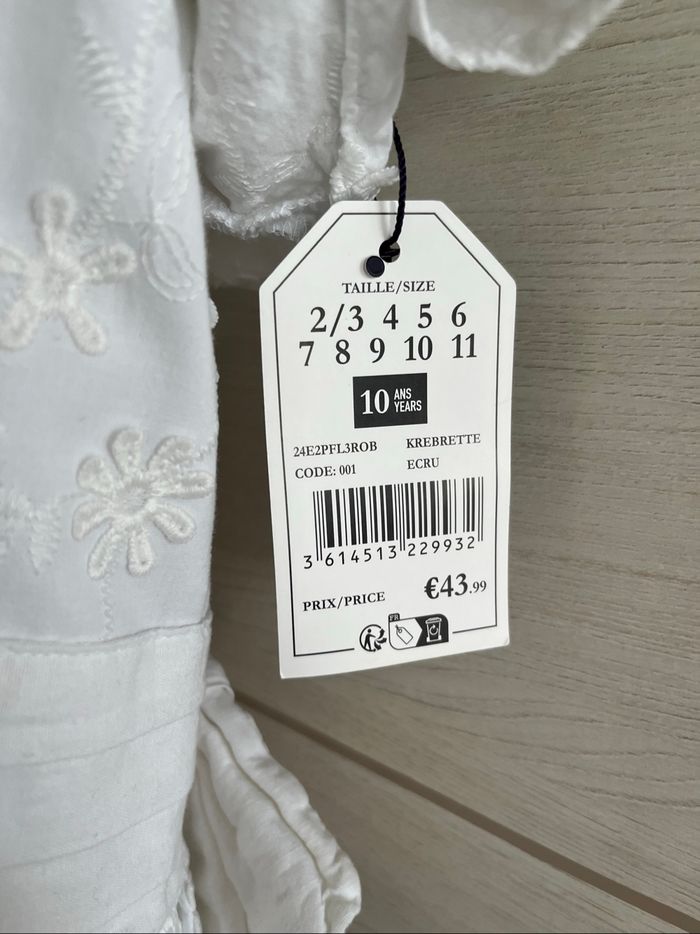 TAILLE/SIZE
2/3 4 5 6
7 8 9 10 11
10 ANS
YEARS
24E2PFL3ROB KREBRETTE
CODE: 001 ECRU
3 614513 229932
PRIX/PRICE €43.99
FR